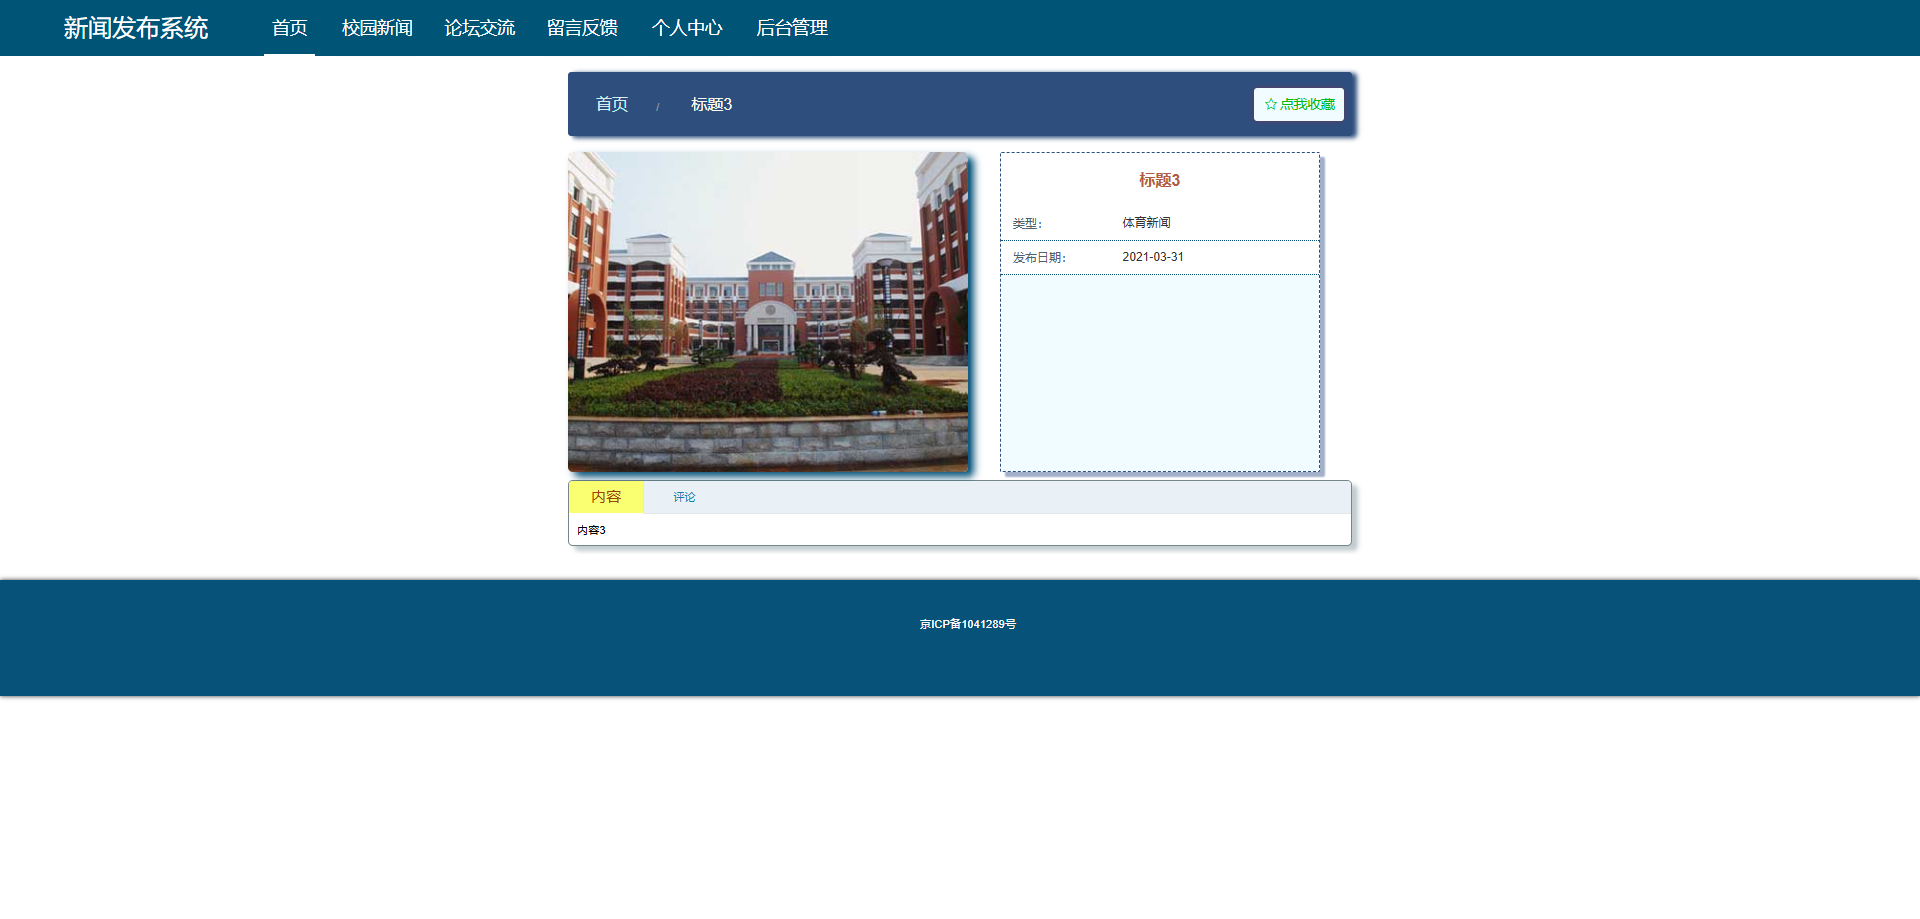 新闻发布系统 首页 校园新闻 论坛交流 留言反馈 个人中心 后台管理
首页 / 标题3 ☆ 点我收藏
标题3
类型： 体育新闻
发布日期： 2021-03-31
内容 评论
内容3
京ICP备1041289号